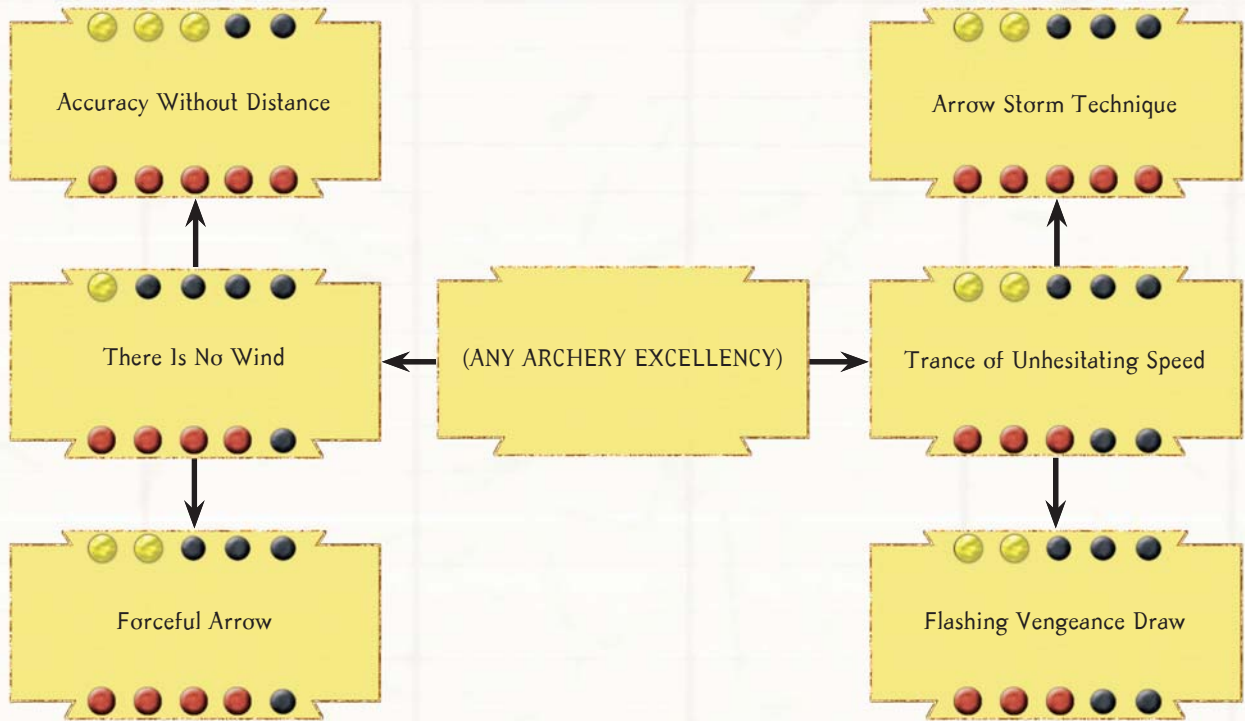 Accuracy Without Distance
Arrow Storm Technique
There Is No Wind
(ANY ARCHERY EXCELLENCY)
Trance of Unhesitating Speed
Forceful Arrow
Flashing Vengeance Draw